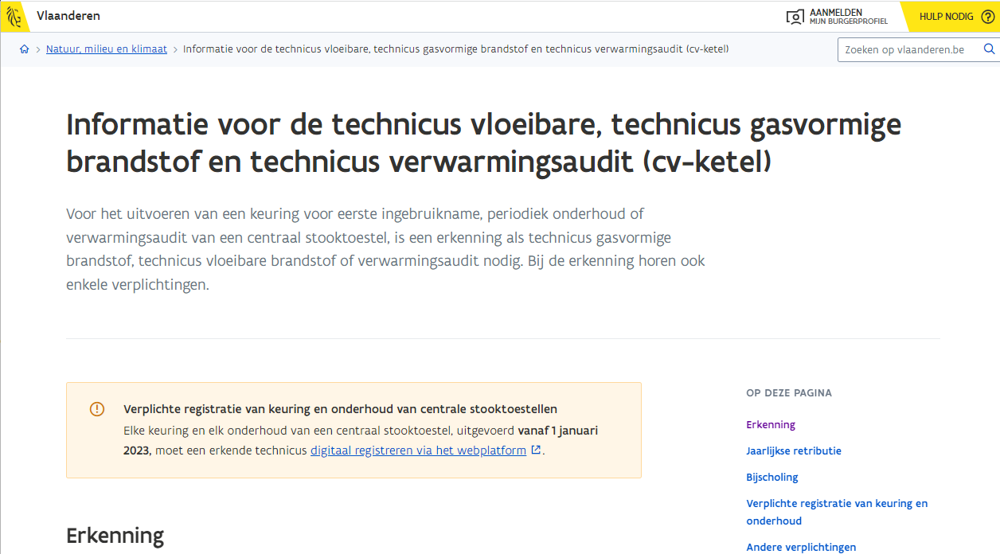 Vlaanderen
AANMELDEN
MIJN BURGERPROFIEL
HULP NODIG
Natuur, milieu en klimaat > Informatie voor de technicus vloeibare, technicus gasvormige brandstof en technicus verwarmingsaudit (cv-ketel)
Zoeken op vlaanderen.be
Informatie voor de technicus vloeibare, technicus gasvormige
brandstof en technicus verwarmingsaudit (cv-ketel)
Voor het uitvoeren van een keuring voor eerste ingebruikname, periodiek onderhoud of
verwarmingsaudit van een centraal stooktoestel, is een erkenning als technicus gasvormige
brandstof, technicus vloeibare brandstof of verwarmingsaudit nodig. Bij de erkenning horen ook
enkele verplichtingen.
Verplichte registratie van keuring en onderhoud van centrale stooktoestellen
Elke keuring en elk onderhoud van een centraal stooktoestel, uitgevoerd vanaf 1 januari
2023, moet een erkende technicus digitaal registreren via het webplatform.
Erkenning
OP DEZE PAGINA
Erkenning
Jaarlijkse retributie
Bijscholing
Verplichte registratie van keuring en
onderhoud
Andere verplichtingen